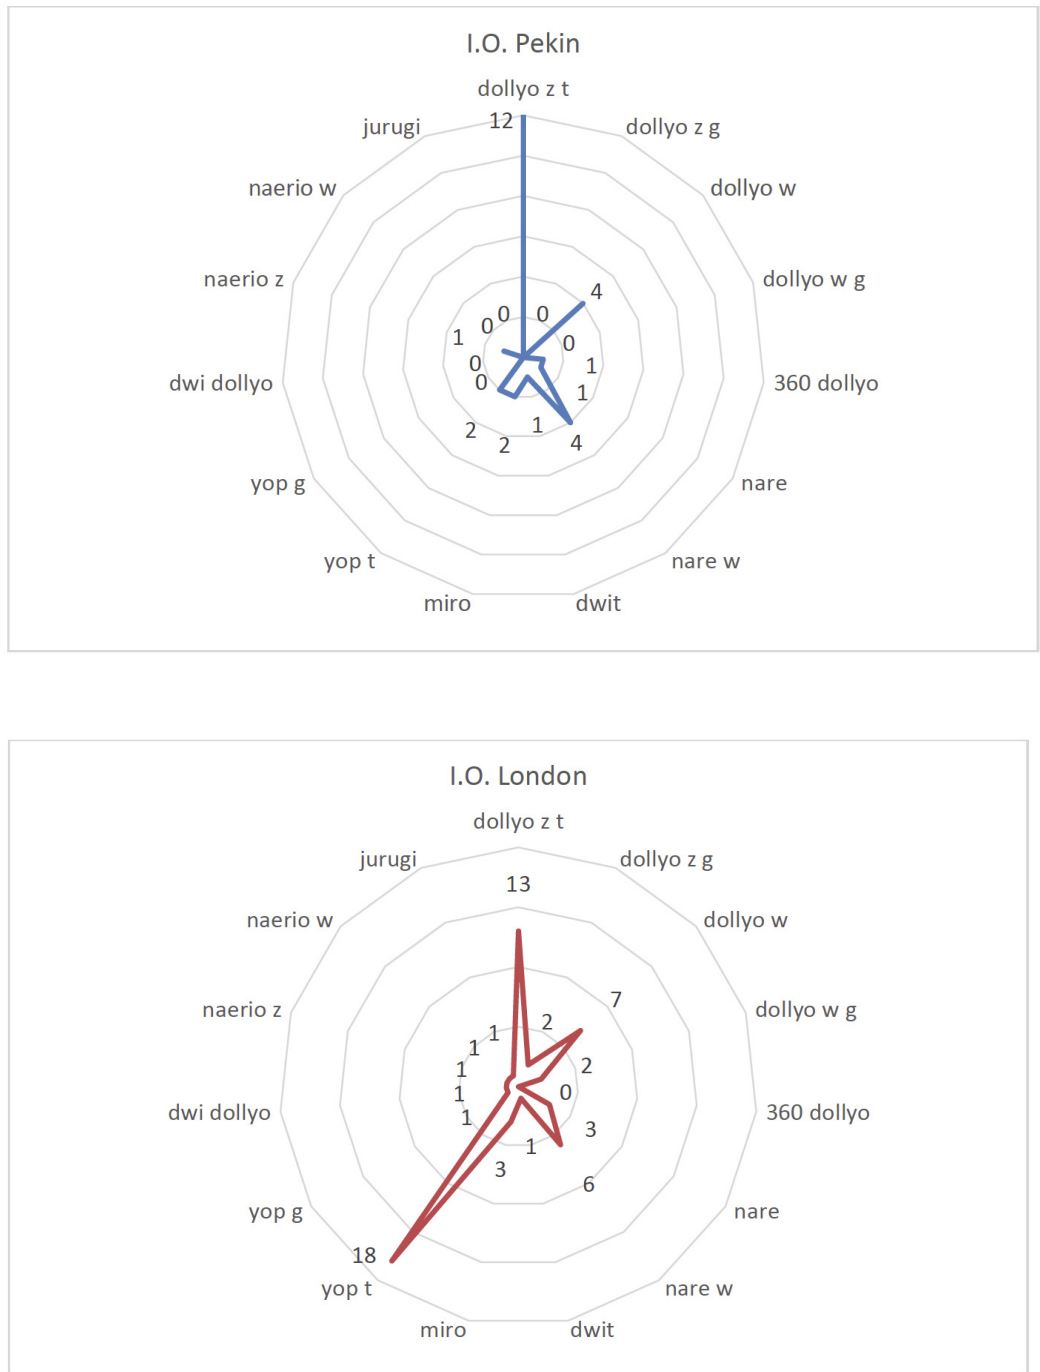 I.O. Pekin
dollyo z t
jurugi 12 dollyo z g
naerio w dollyo w
naerio z 4 dollyo w g
0 0 0
1 0
0 1
dwi dollyo 0 1 360 dollyo
2 2 1 4
yop g nare
yop t nare w
miro dwit
I.O. London
dollyo z t
jurugi dollyo z g
13
naerio w dollyo w
naerio z 7 dollyo w g
1 2
1
1 2
1 0
dwi dollyo 1 360 dollyo
3
1
3 6
yop g nare
18
yop t nare w
miro dwit